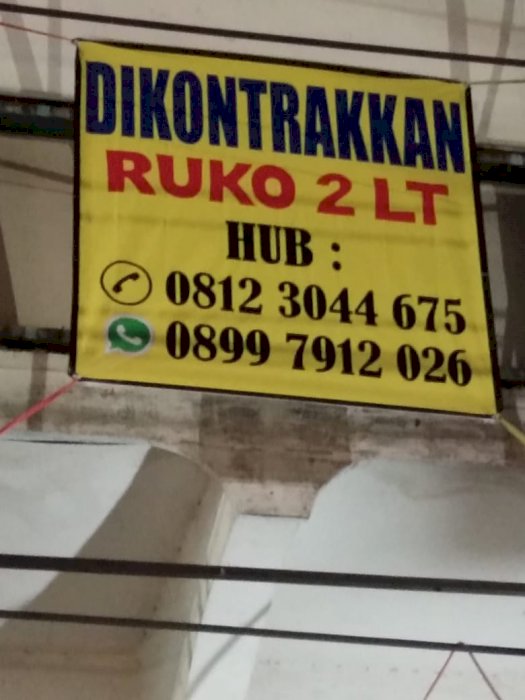 DIKONTRAKKAN
RUKO 2 LT
HUB :
0812 3044 675
0899 7912 026